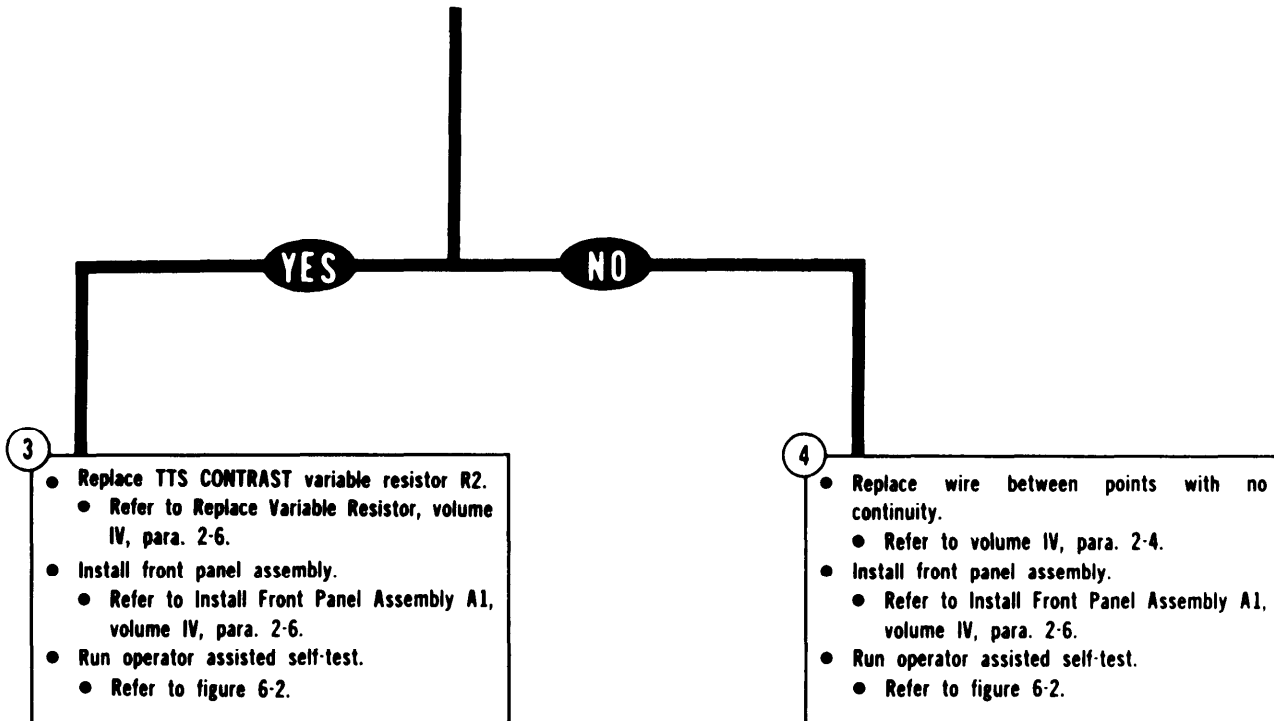 YES
NO
3
● Replace TTS CONTRAST variable resistor R2.
● Refer to Replace Variable Resistor, volume
IV, para. 2-6.
● Install front panel assembly.
● Refer to Install Front Panel Assembly A1,
volume IV, para. 2-6.
● Run operator assisted self-test.
● Refer to figure 6-2.
4
● Replace wire between points with no
continuity.
● Refer to volume IV, para. 2-4.
● Install front panel assembly.
● Refer to Install Front Panel Assembly A1,
volume IV, para. 2-6.
● Run operator assisted self-test.
● Refer to figure 6-2.